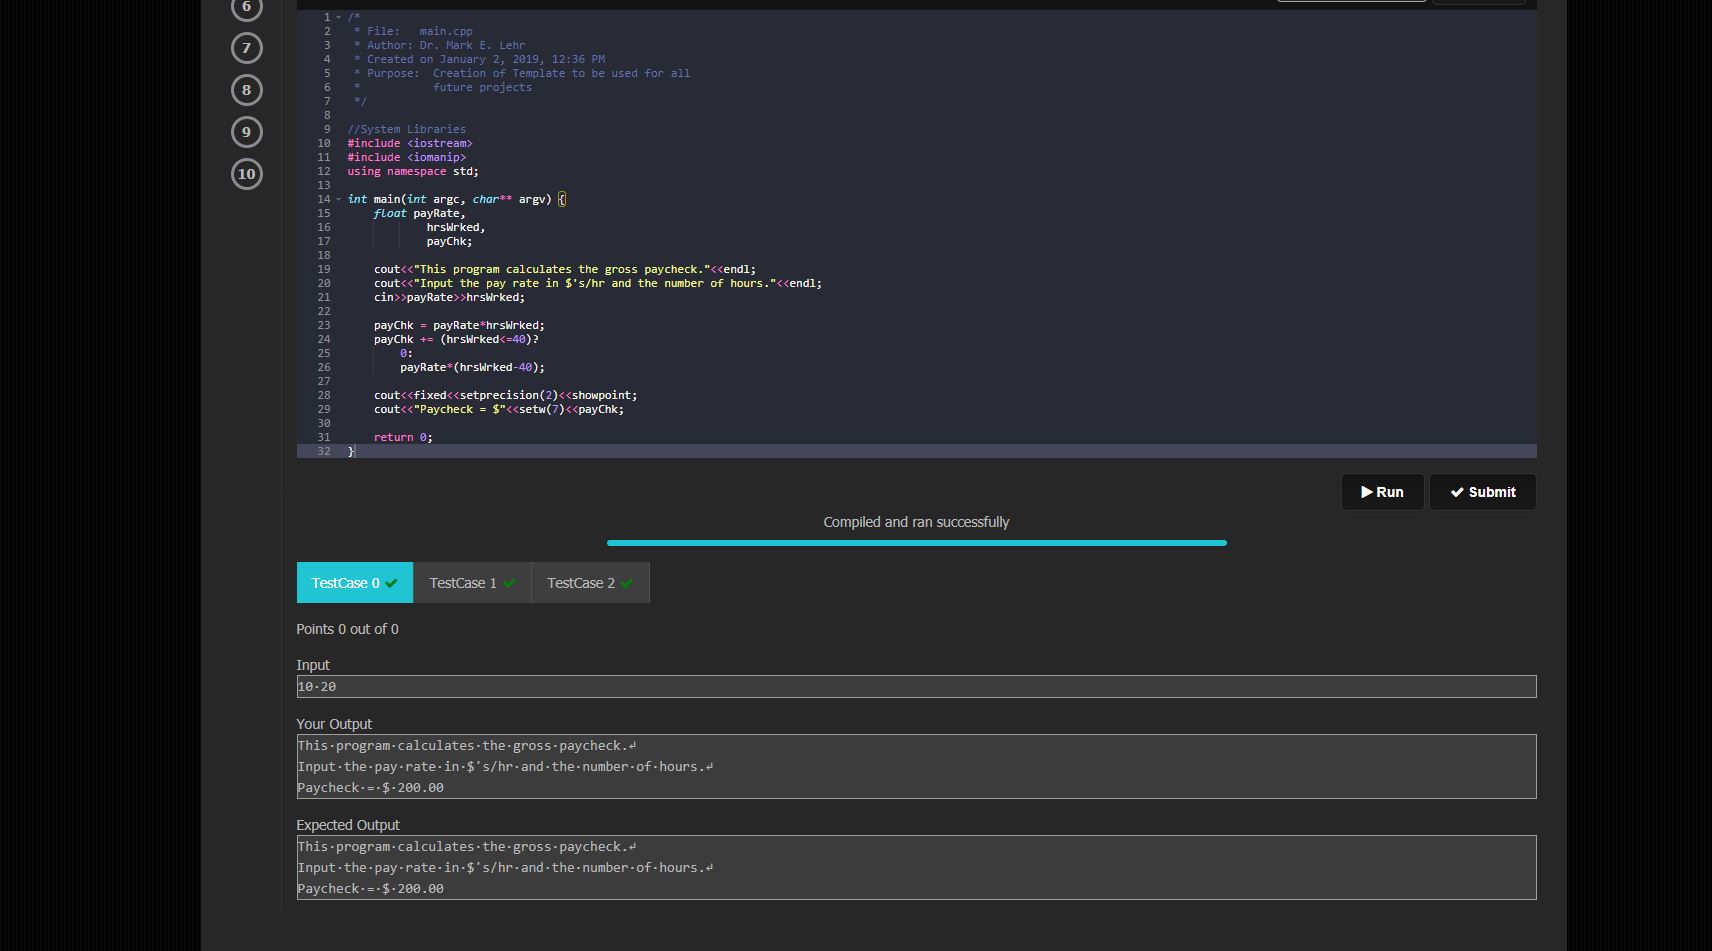 6
7
8
9
10
1 /*
2  * File:   main.cpp
3  * Author: Dr. Mark E. Lehr
4  * Created on January 2, 2019, 12:36 PM
5  * Purpose:  Creation of Template to be used for all
6  *           future projects
7  */
8
9 //System Libraries
10 #include <iostream>
11 #include <iomanip>
12 using namespace std;
13
14 int main(int argc, char** argv) {
15     float payRate,
16             hrsWrked,
17             payChk;
18
19     cout<<"This program calculates the gross paycheck."<<endl;
20     cout<<"Input the pay rate in $'s/hr and the number of hours."<<endl;
21     cin>>payRate>>hrsWrked;
22
23     payChk = payRate*hrsWrked;
24     payChk += (hrsWrked<=40)?
25         0:
26         payRate*(hrsWrked-40);
27
28     cout<<fixed<<setprecision(2)<<showpoint;
29     cout<<"Paycheck = $"<<setw(7)<<payChk;
30
31     return 0;
32 }
Run Submit
Compiled and ran successfully
TestCase 0 TestCase 1 TestCase 2
Points 0 out of 0
Input
10·20
Your Output
This·program·calculates·the·gross·paycheck.↵
Input·the·pay·rate·in·$'s/hr·and·the·number·of·hours.↵
Paycheck·=·$·200.00
Expected Output
This·program·calculates·the·gross·paycheck.↵
Input·the·pay·rate·in·$'s/hr·and·the·number·of·hours.↵
Paycheck·=·$·200.00